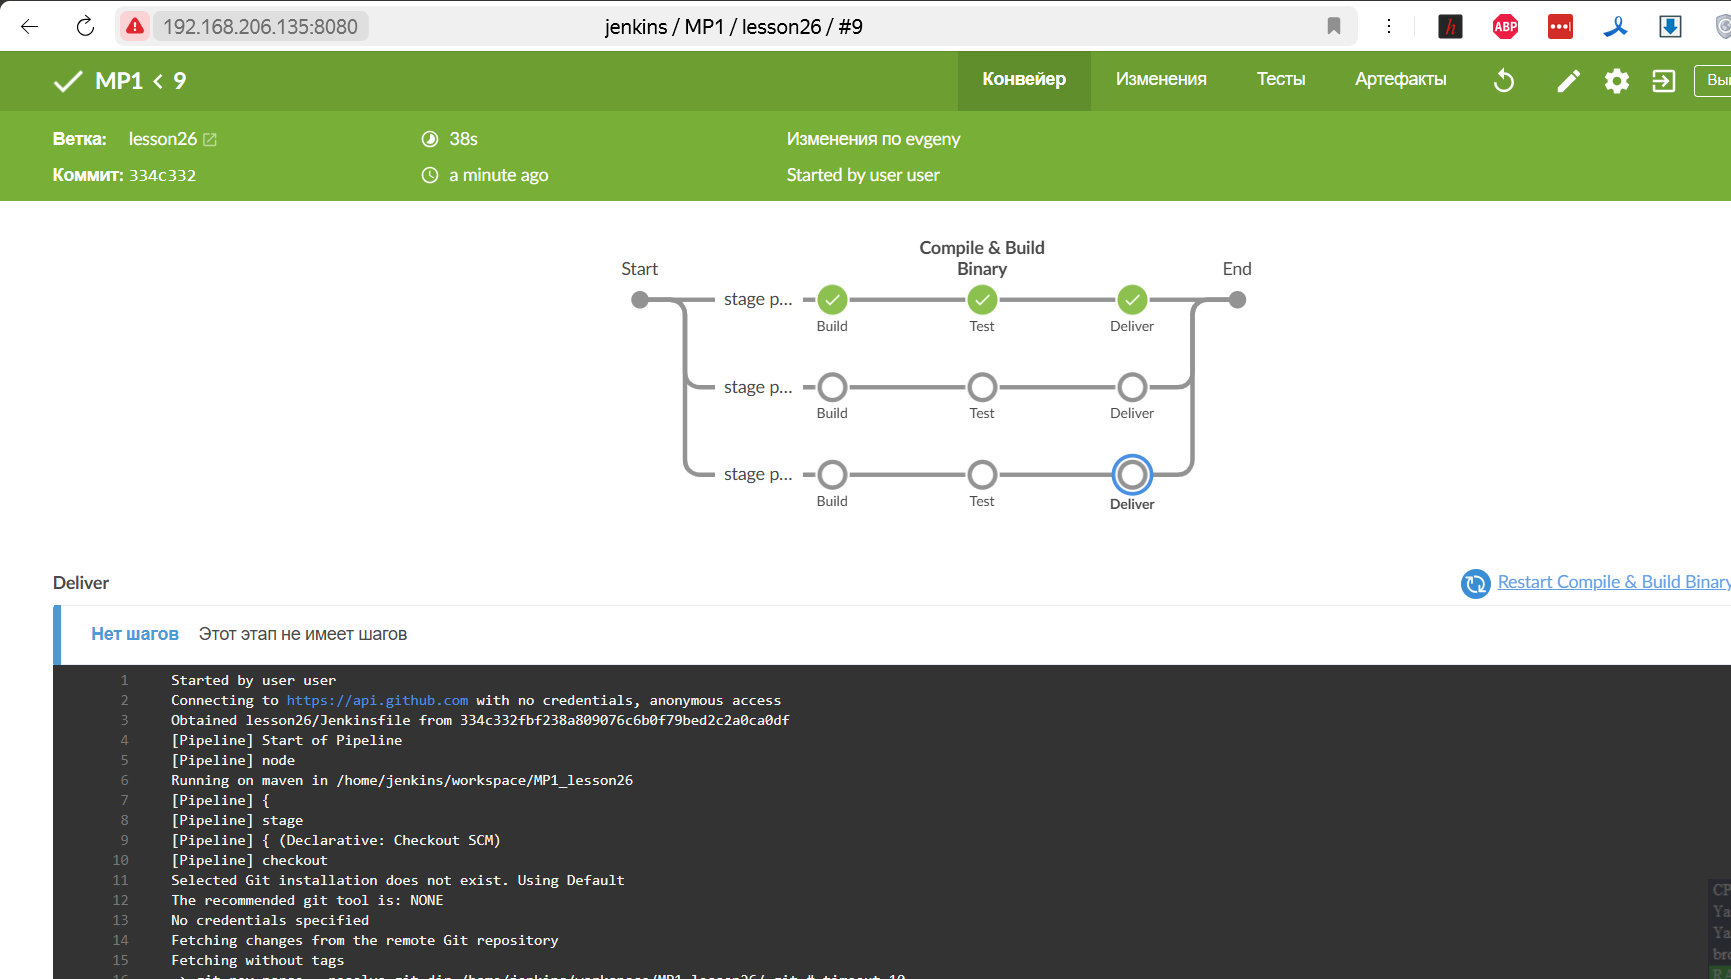 192.168.206.135:8080
jenkins / MP1 / lesson26 / #9
h
ABP
MP1 < 9
Конвейер
Изменения
Тесты
Артефакты
Ветка: lesson26
38s
Изменения по evgeny
Коммит: 334c332
a minute ago
Started by user user
Compile & Build
Binary
Start
End
stage p...
Build
Test
Deliver
stage p...
Build
Test
Deliver
stage p...
Build
Test
Deliver
Deliver
Restart Compile & Build Binary
Нет шагов Этот этап не имеет шагов
1 Started by user user
2 Connecting to https://api.github.com with no credentials, anonymous access
3 Obtained lesson26/Jenkinsfile from 334c332fbf238a809076c6b0f79bed2c2a0ca0df
4 [Pipeline] Start of Pipeline
5 [Pipeline] node
6 Running on maven in /home/jenkins/workspace/MP1_lesson26
7 [Pipeline] {
8 [Pipeline] stage
9 [Pipeline] { (Declarative: Checkout SCM)
10 [Pipeline] checkout
11 Selected Git installation does not exist. Using Default
12 The recommended git tool is: NONE
13 No credentials specified
14 Fetching changes from the remote Git repository
15 Fetching without tags